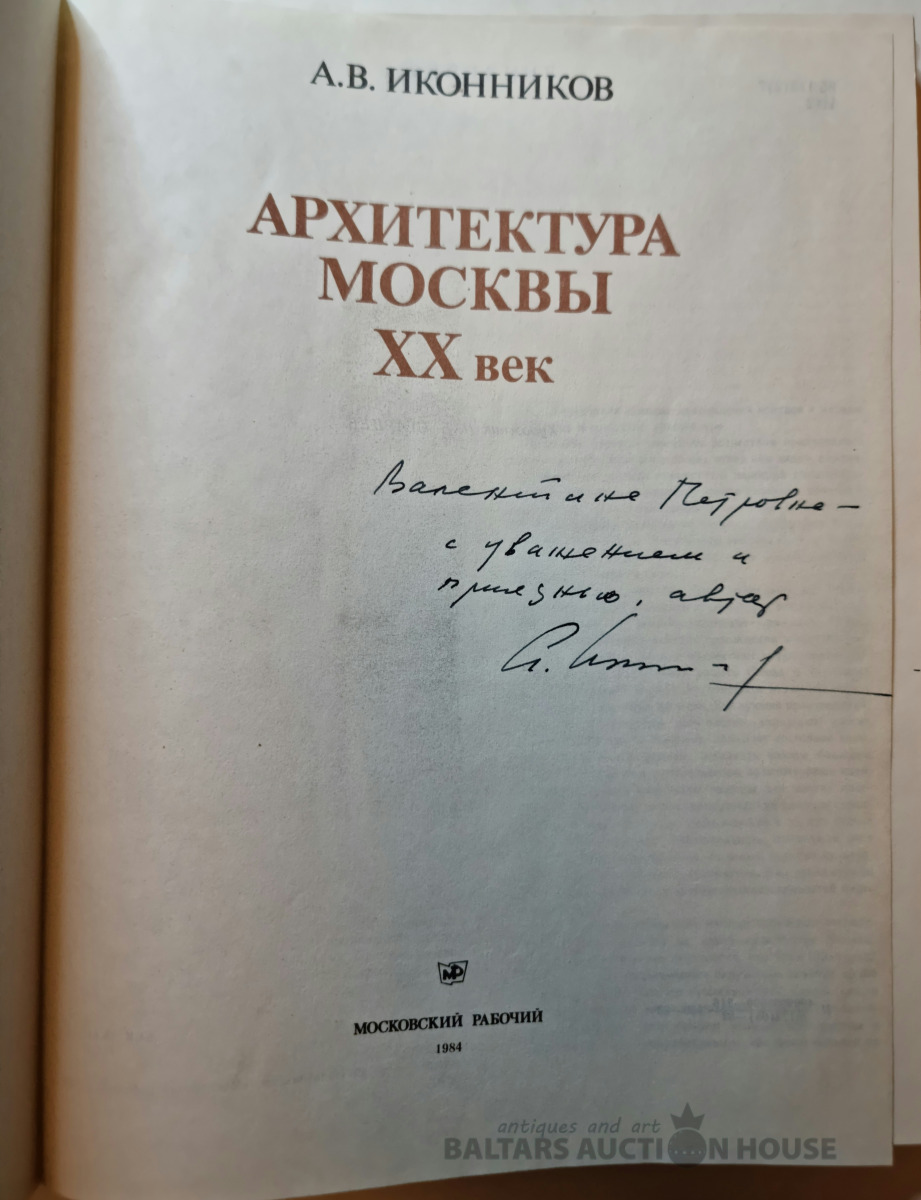 А.В. ИКОННИКОВ
АРХИТЕКТУРА
МОСКВЫ
XX век
Валентине Петровне –
с уважением и
приязнью, автор
А. 
МР
МОСКОВСКИЙ РАБОЧИЙ
1984
antiques and art
BALTARS AUCTION HOUSE